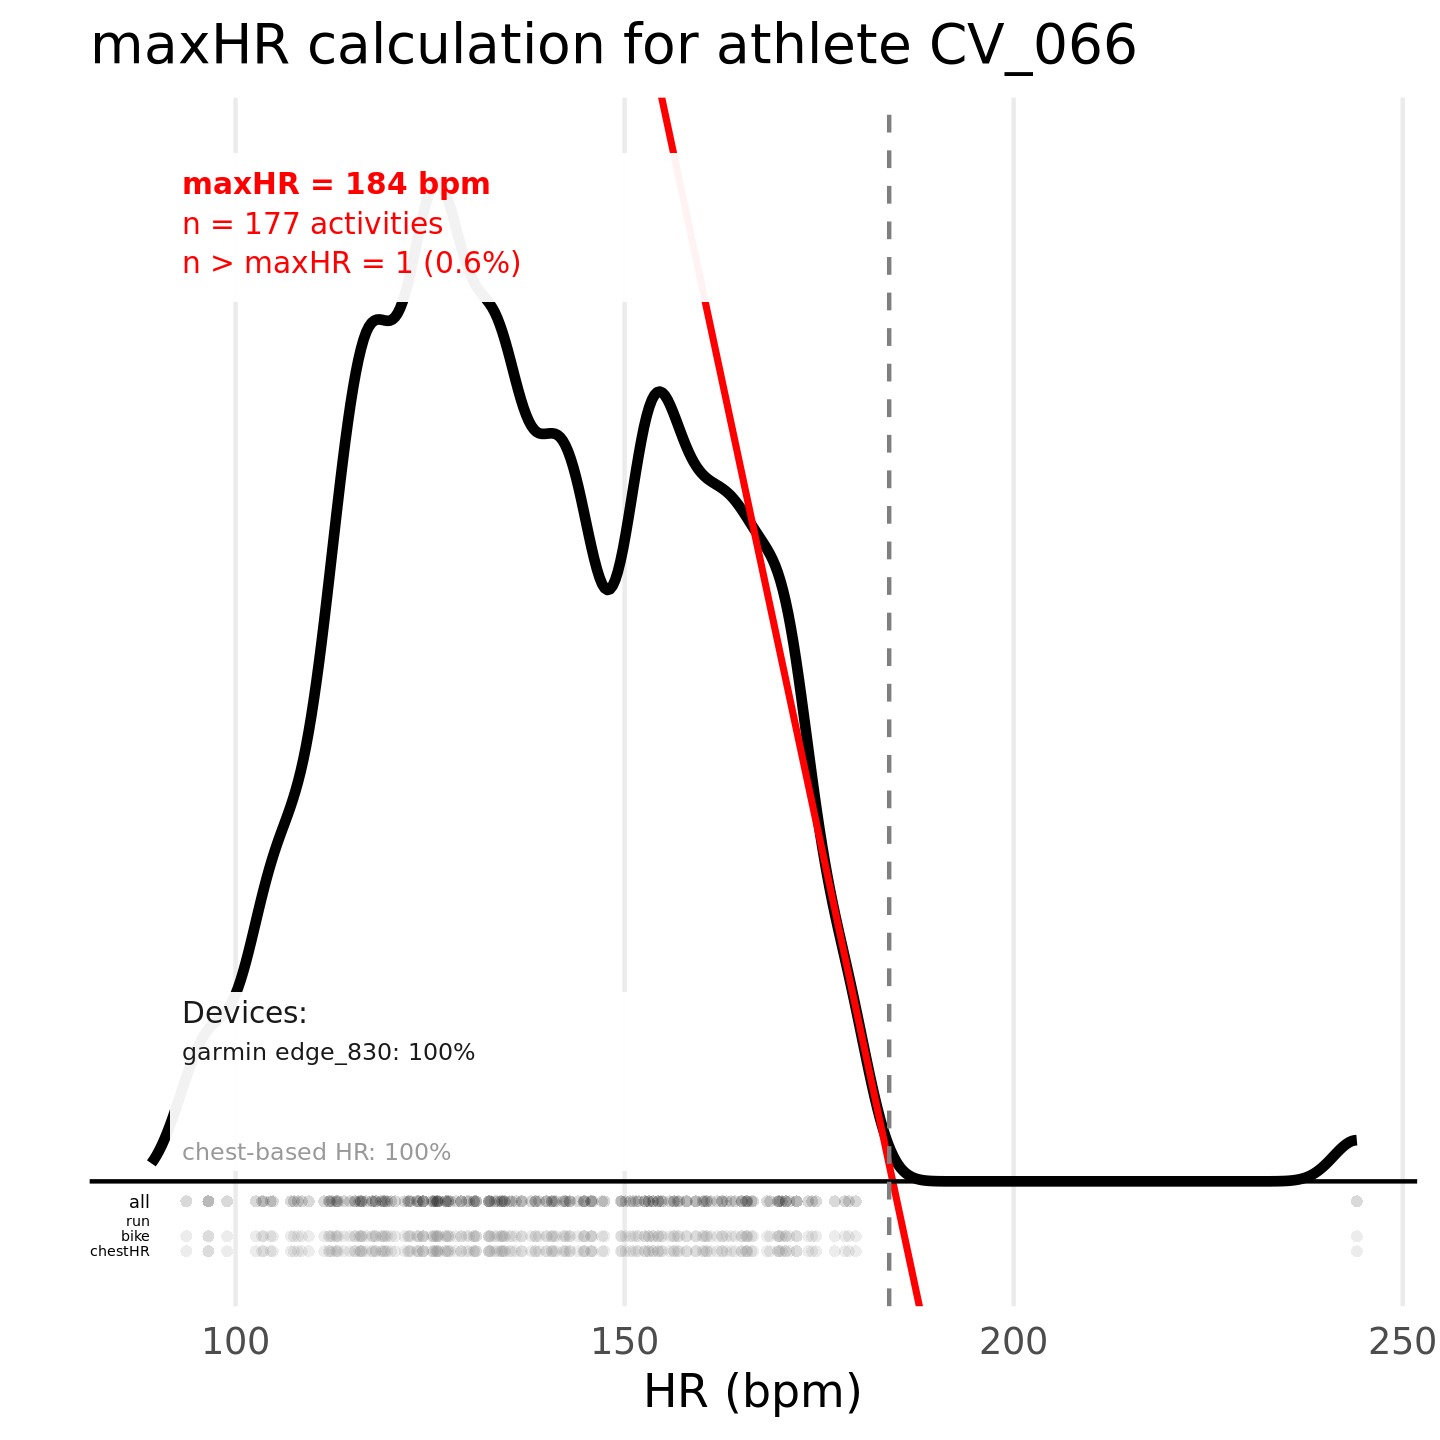 maxHR calculation for athlete CV_066
maxHR = 184 bpm
n = 177 activities
n > maxHR = 1 (0.6%)
Devices:
garmin edge_830: 100%
chest-based HR: 100%
all
run
bike
chestHR
100 150 200 250
HR (bpm)